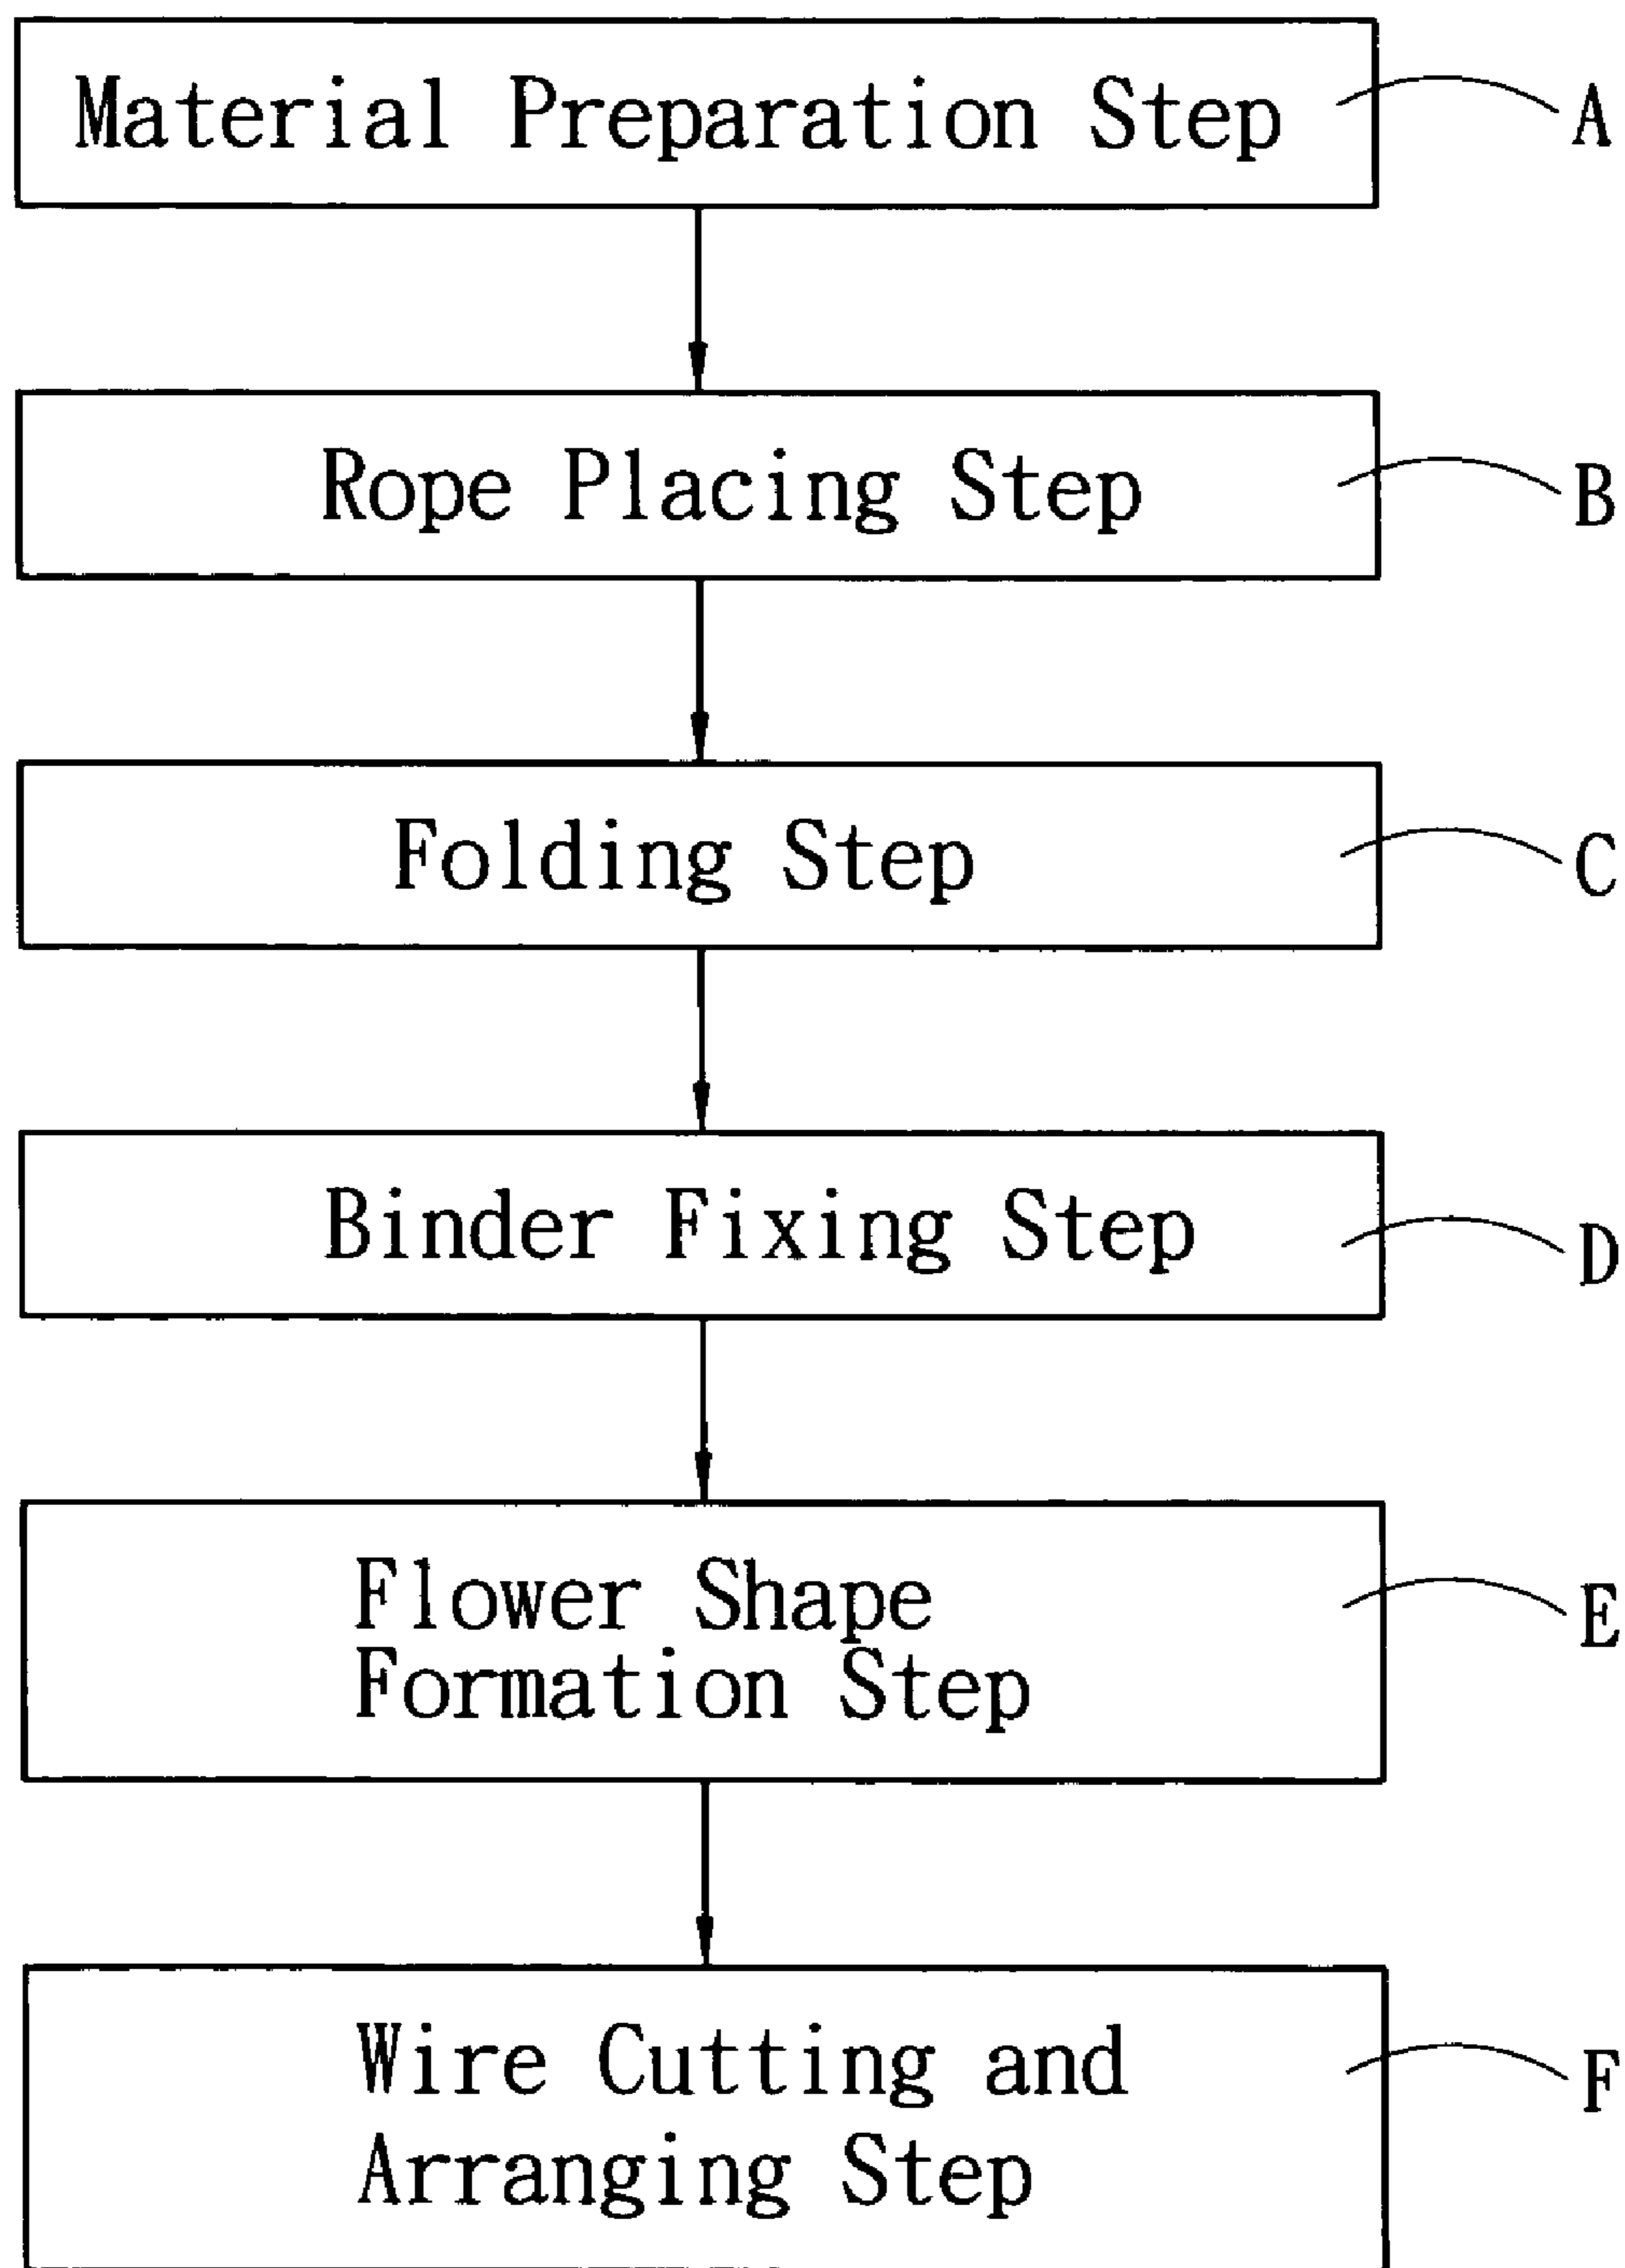 Material Preparation Step
A
Rope Placing Step
B
Folding Step
C
Binder Fixing Step
D
Flower Shape
Formation Step
E
Wire Cutting and
Arranging Step
F